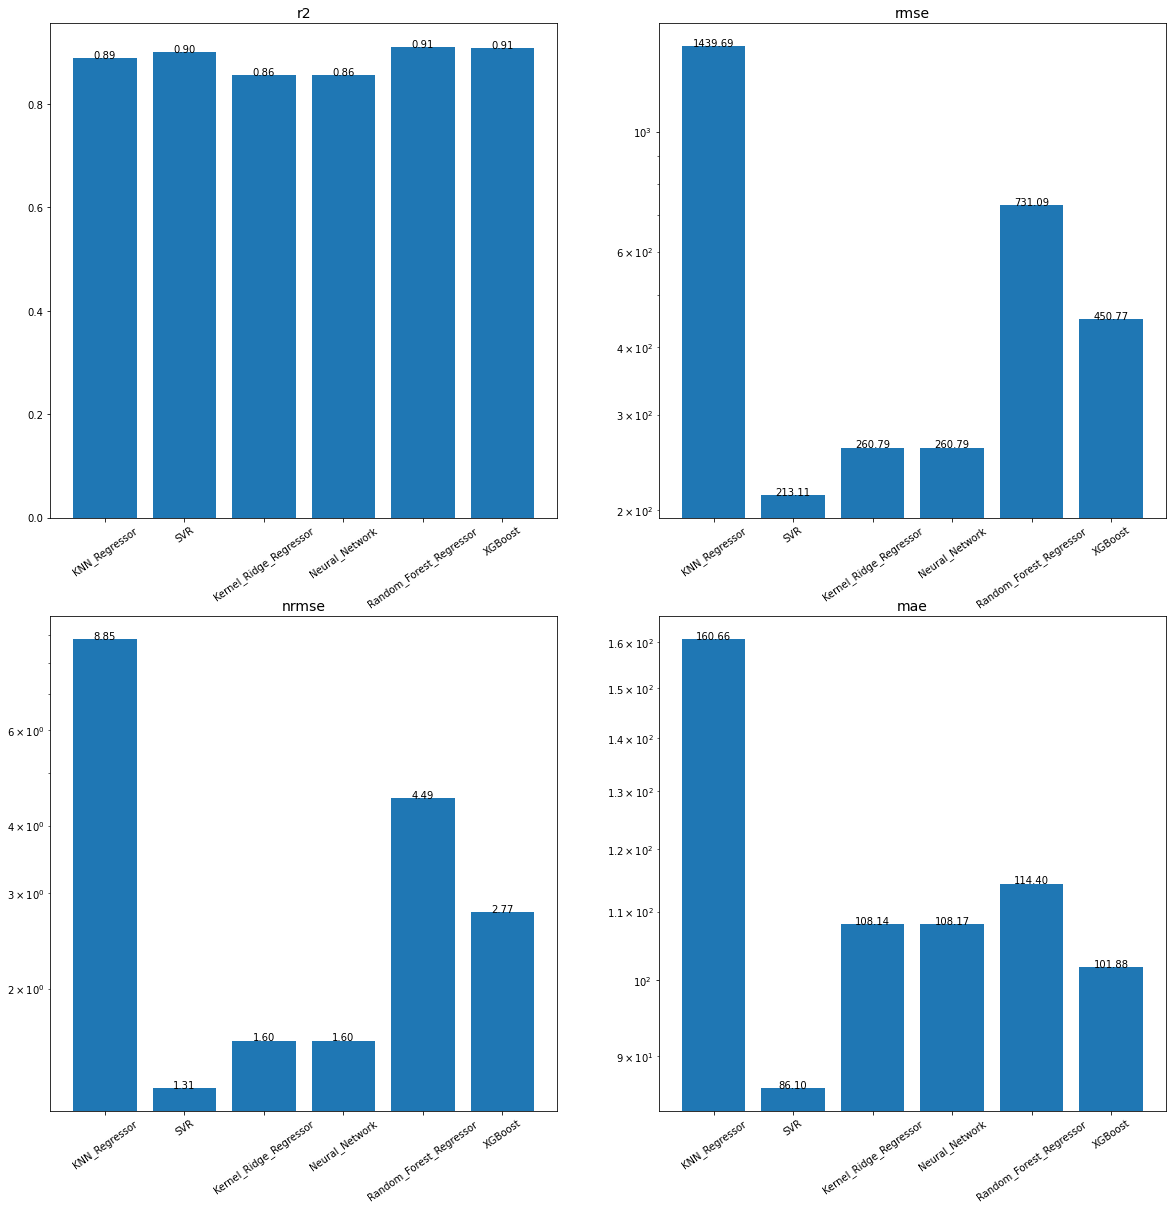 r2
0.8
0.6
0.4
0.2
0.0
0.89
0.90
0.86
0.86
0.91
0.91
KNN_Regressor
SVR
Kernel_Ridge_Regressor
Neural_Network
Random_Forest_Regressor
XGBoost
rmse
10³
6 × 10²
4 × 10²
3 × 10²
2 × 10²
1439.69
213.11
260.79
260.79
731.09
450.77
KNN_Regressor
SVR
Kernel_Ridge_Regressor
Neural_Network
Random_Forest_Regressor
XGBoost
nrmse
6 × 10⁰
4 × 10⁰
3 × 10⁰
2 × 10⁰
8.85
1.31
1.60
1.60
4.49
2.77
KNN_Regressor
SVR
Kernel_Ridge_Regressor
Neural_Network
Random_Forest_Regressor
XGBoost
mae
1.6 × 10²
1.5 × 10²
1.4 × 10²
1.3 × 10²
1.2 × 10²
1.1 × 10²
10²
9 × 10¹
160.66
86.10
108.14
108.17
114.40
101.88
KNN_Regressor
SVR
Kernel_Ridge_Regressor
Neural_Network
Random_Forest_Regressor
XGBoost